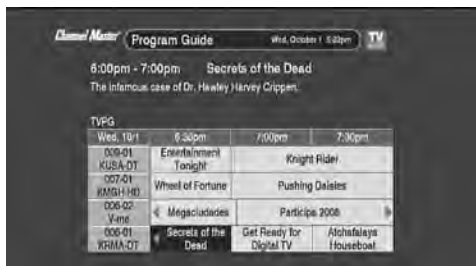 Channel Master
Program Guide
Wed, October 1 5:22pm
TV
6:00pm - 7:00pm Secrets of the Dead
The infamous case of Dr. Hawley Harvey Crippen.
TVPG
Wed, 10/1 6:30pm 7:00pm 7:30pm
009-01
KUSA-DT
Entertainment
Tonight
Knight Rider
007-01
KMGH-HD
Wheel of Fortune
Pushing Daisies
006-02
V-me
Megaciudades
Participa 2008
006-01
KRMA-DT
Secrets of the
Dead
Get Ready for
Digital TV
Atchafalaya
Houseboat